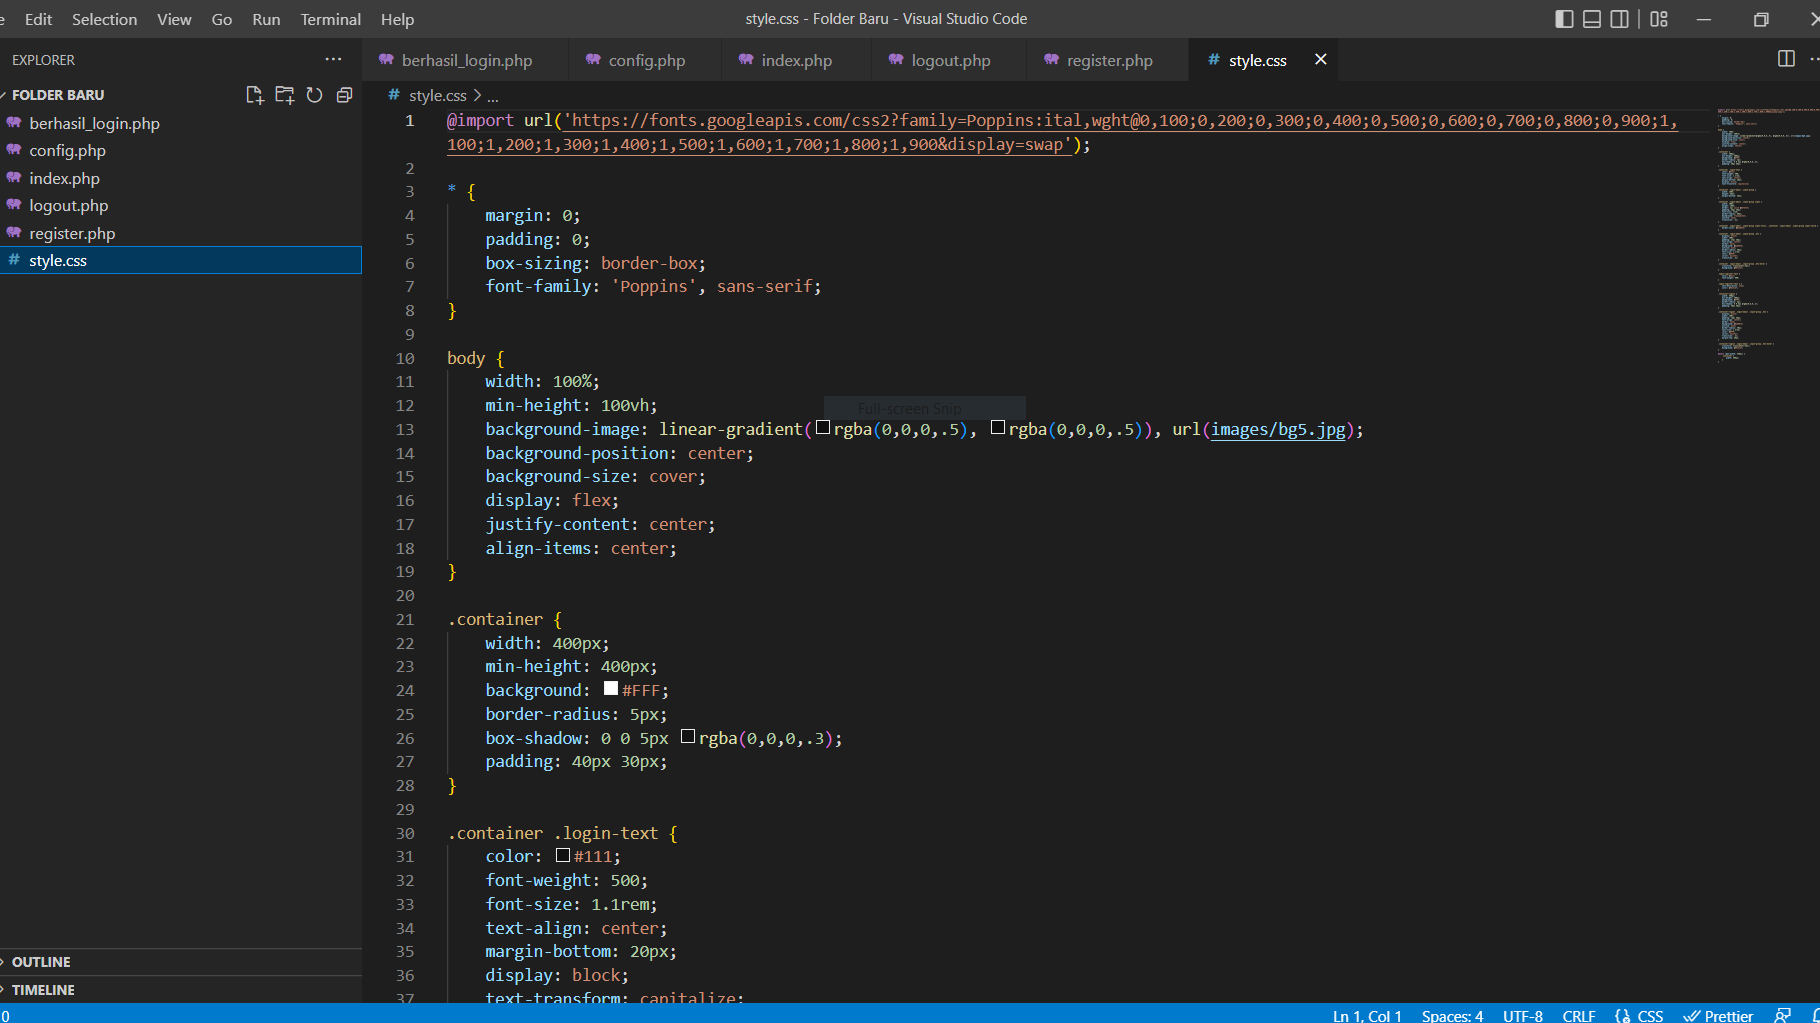 Edit Selection View Go Run Terminal Help
style.css - Folder Baru - Visual Studio Code
EXPLORER
FOLDER BARU
berhasil_login.php
config.php
index.php
logout.php
register.php
style.css
OUTLINE
TIMELINE
berhasil_login.php config.php index.php logout.php register.php # style.css
# style.css > ...
1 @import url('https://fonts.googleapis.com/css2?family=Poppins:ital,wght@0,100;0,200;0,300;0,400;0,500;0,600;0,700;0,800;0,900;1,
100;1,200;1,300;1,400;1,500;1,600;1,700;1,800;1,900&display=swap');
2
3 * {
4 margin: 0;
5 padding: 0;
6 box-sizing: border-box;
7 font-family: 'Poppins', sans-serif;
8 }
9
10 body {
11 width: 100%;
12 min-height: 100vh;
Full-screen Snip
13 background-image: linear-gradient(rgba(0,0,0,.5), rgba(0,0,0,.5)), url(images/bg5.jpg);
14 background-position: center;
15 background-size: cover;
16 display: flex;
17 justify-content: center;
18 align-items: center;
19 }
20
21 .container {
22 width: 400px;
23 min-height: 400px;
24 background: #FFF;
25 border-radius: 5px;
26 box-shadow: 0 0 5px rgba(0,0,0,.3);
27 padding: 40px 30px;
28 }
29
30 .container .login-text {
31 color: #111;
32 font-weight: 500;
33 font-size: 1.1rem;
34 text-align: center;
35 margin-bottom: 20px;
36 display: block;
37 text-transform: capitalize;
0 Ln 1, Col 1 Spaces: 4 UTF-8 CRLF CSS Prettier